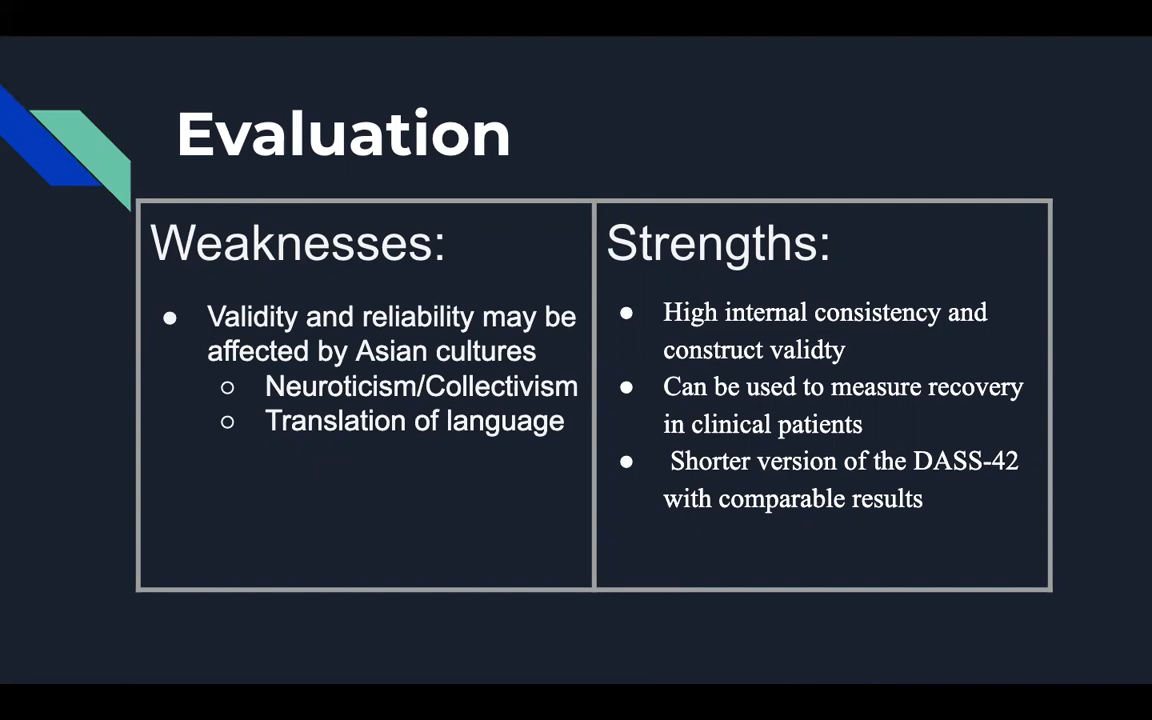 Evaluation
Weaknesses:
● Validity and reliability may be
affected by Asian cultures
○ Neuroticism/Collectivism
○ Translation of language
Strengths:
● High internal consistency and
construct validty
● Can be used to measure recovery
in clinical patients
● Shorter version of the DASS-42
with comparable results